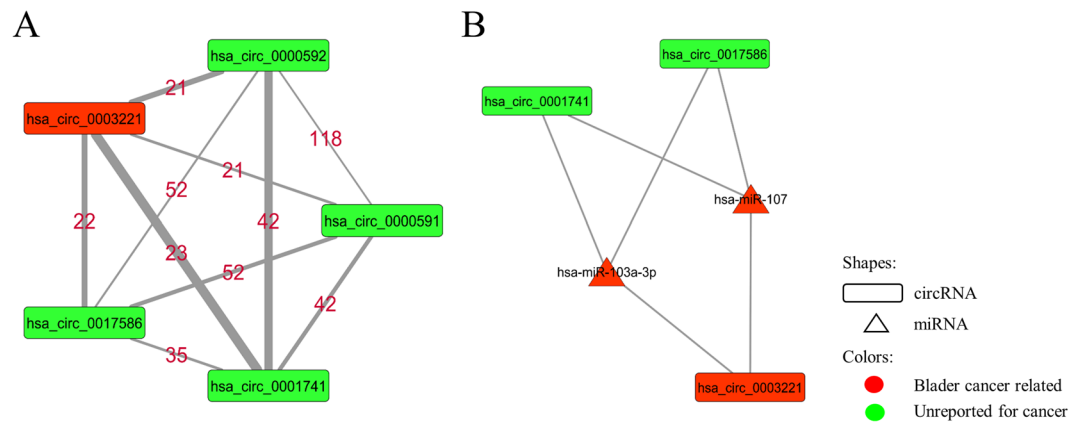 A
B
hsa_circ_0000592
hsa_circ_0003221
21
118
21
52
22
42
hsa_circ_0000591
23
52
42
hsa_circ_0017586
35
hsa_circ_0001741
hsa_circ_0017586
hsa_circ_0001741
hsa-miR-107
hsa-miR-103a-3p
hsa_circ_0003221
Shapes:
circRNA
miRNA
Colors:
Blader cancer related
Unreported for cancer